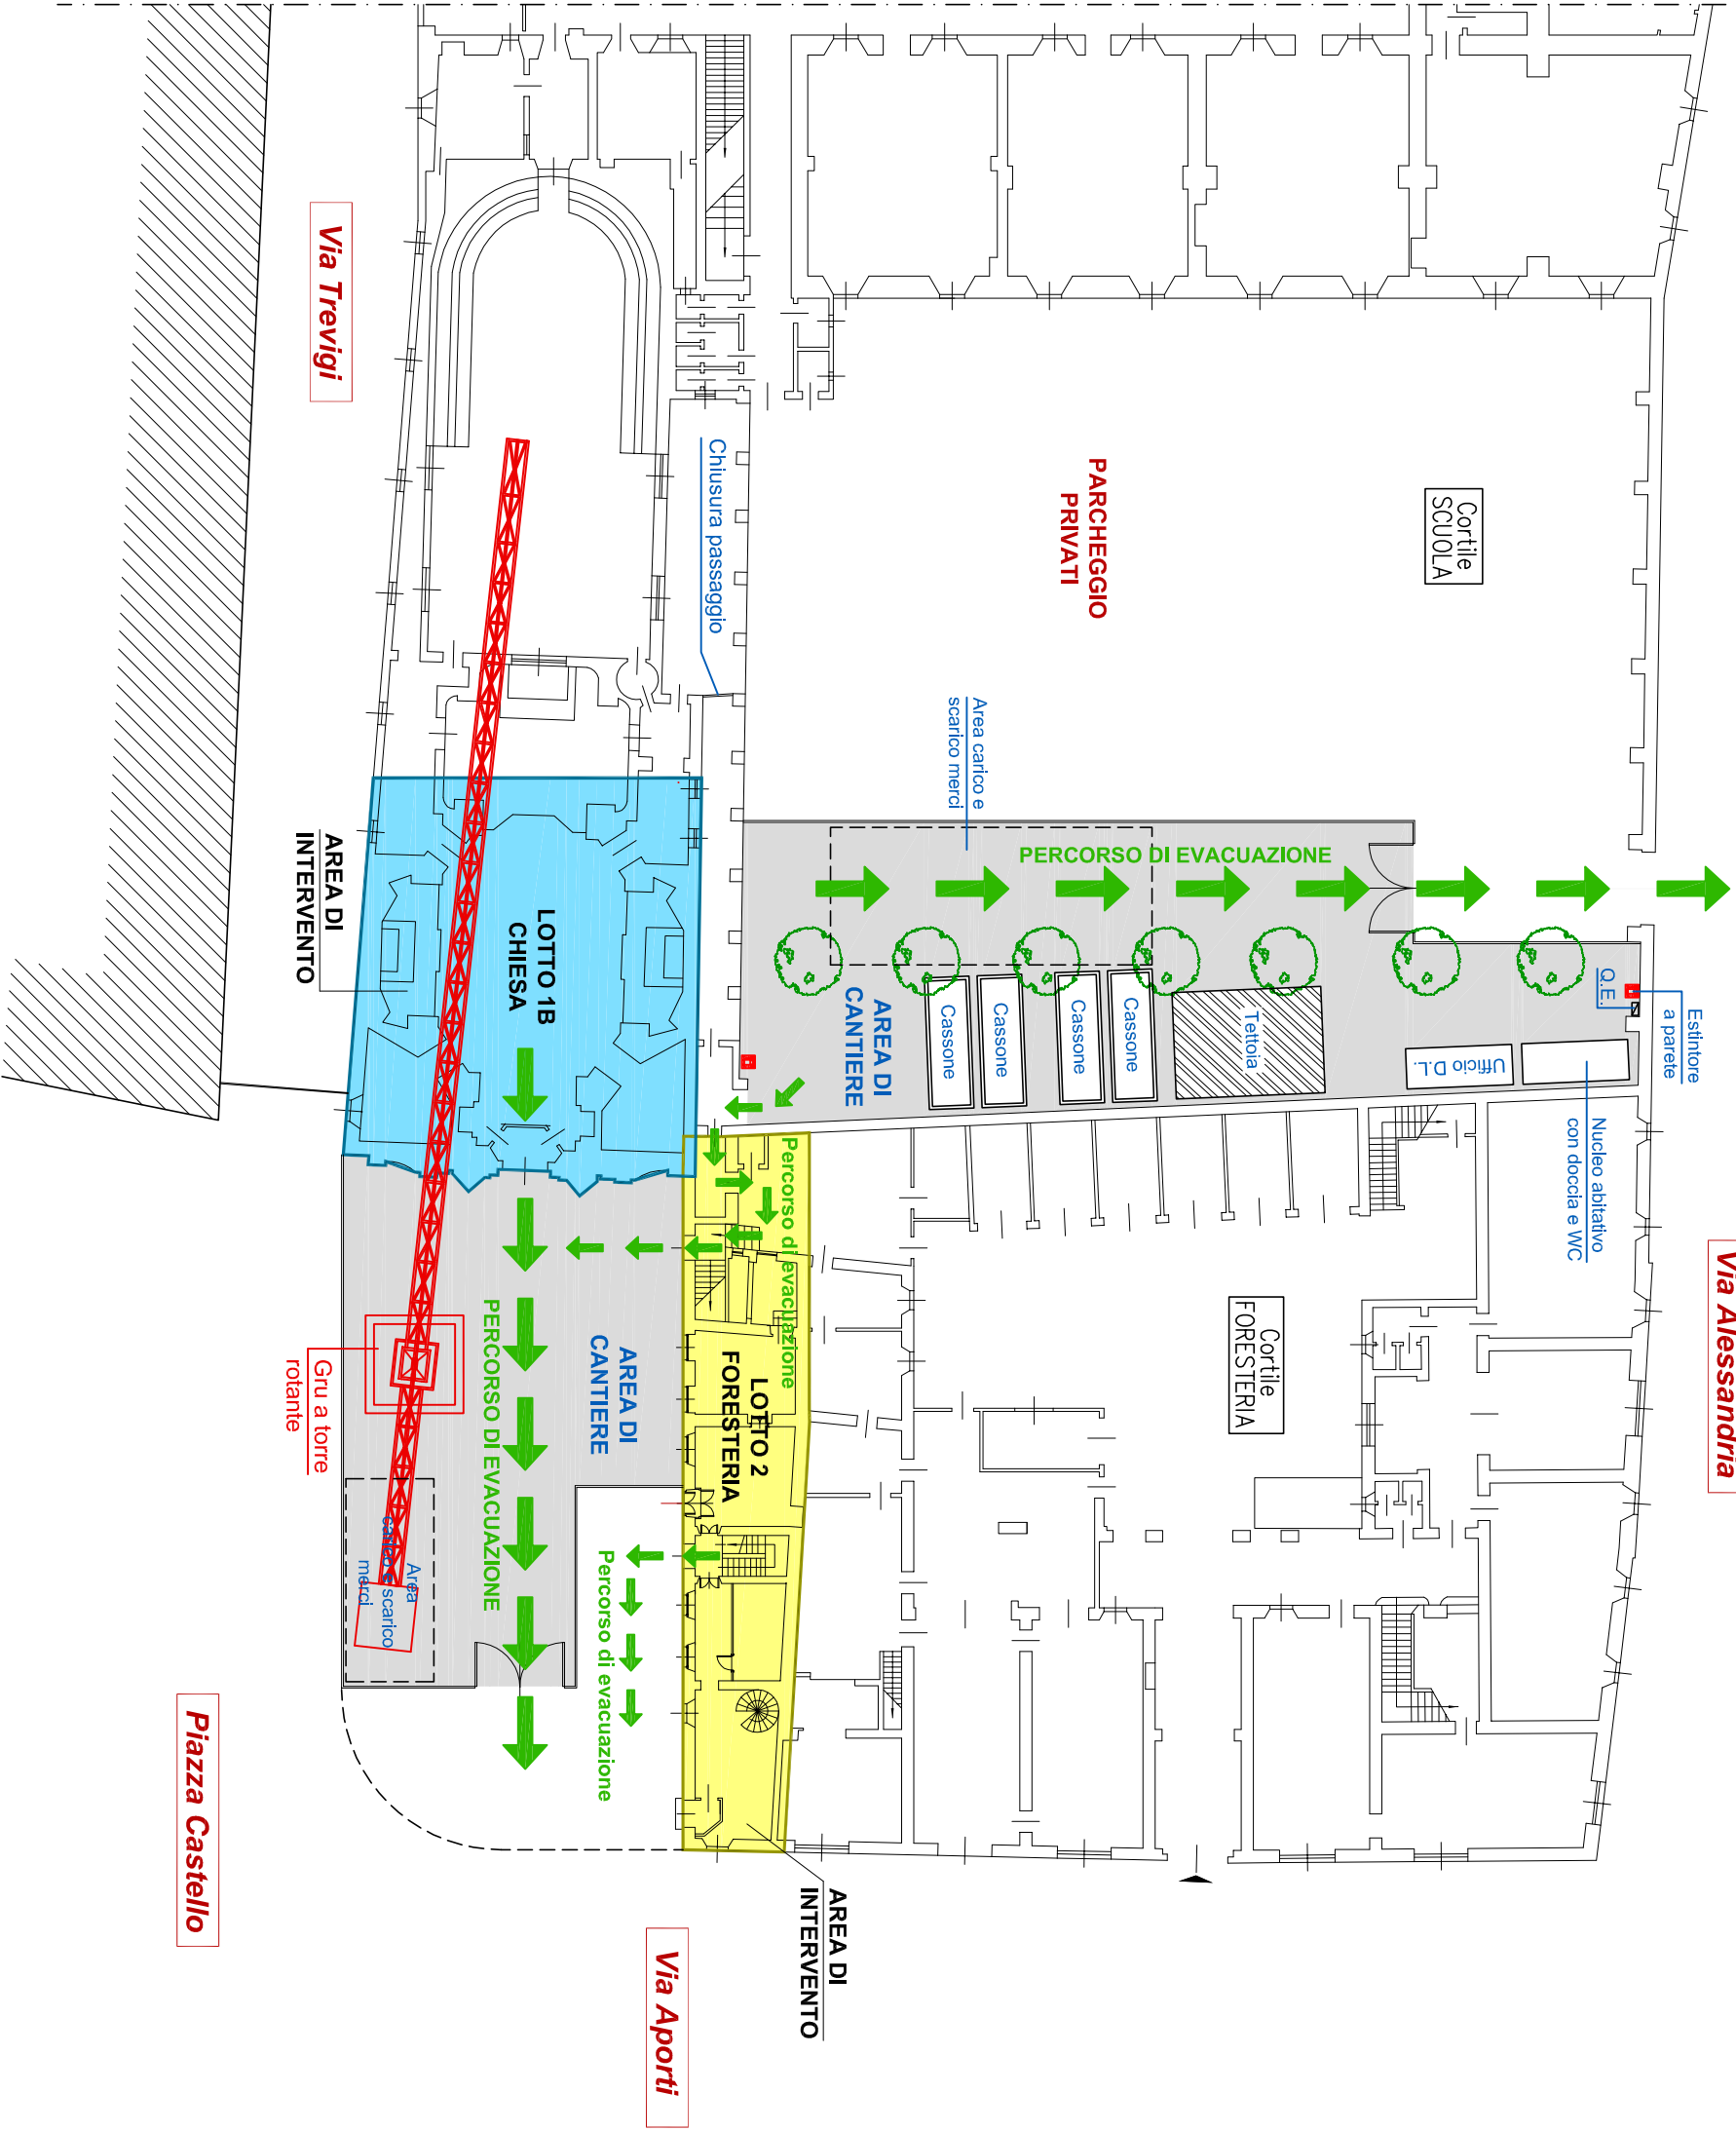 Via Trevigi
Chiusura passaggio
PARCHEGGIO
PRIVATI
Cortile
SCUOLA
Area carico e
scarico merci
PERCORSO DI EVACUAZIONE
AREA DI
INTERVENTO
LOTTO 1B
CHIESA
AREA DI
CANTIERE
Cassone
Cassone
Cassone
Cassone
Tettoia
Ufficio D.L.
Q.E.
Estintore
a parete
Nucleo abitativo
con doccia e WC
Via Alessandria
Percorso di evacuazione
Cortile
FORESTERIA
LOTTO 2
FORESTERIA
AREA DI
CANTIERE
PERCORSO DI EVACUAZIONE
Gru a torre
rotante
Area
carico e scarico
merci
Percorso di evacuazione
Piazza Castello
AREA DI
INTERVENTO
Via Aporti